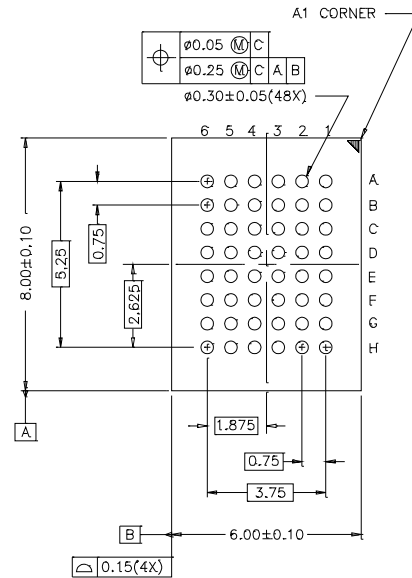 A1 CORNER
ø0.05 Ⓜ C
ø0.25 Ⓜ C A B
ø0.30±0.05(48X)
6 5 4 3 2 1
A
B
C
D
E
F
G
H
8.00±0.10
5.25
0.75
2.625
A
1.875
0.75
3.75
B
6.00±0.10
0.15(4X)